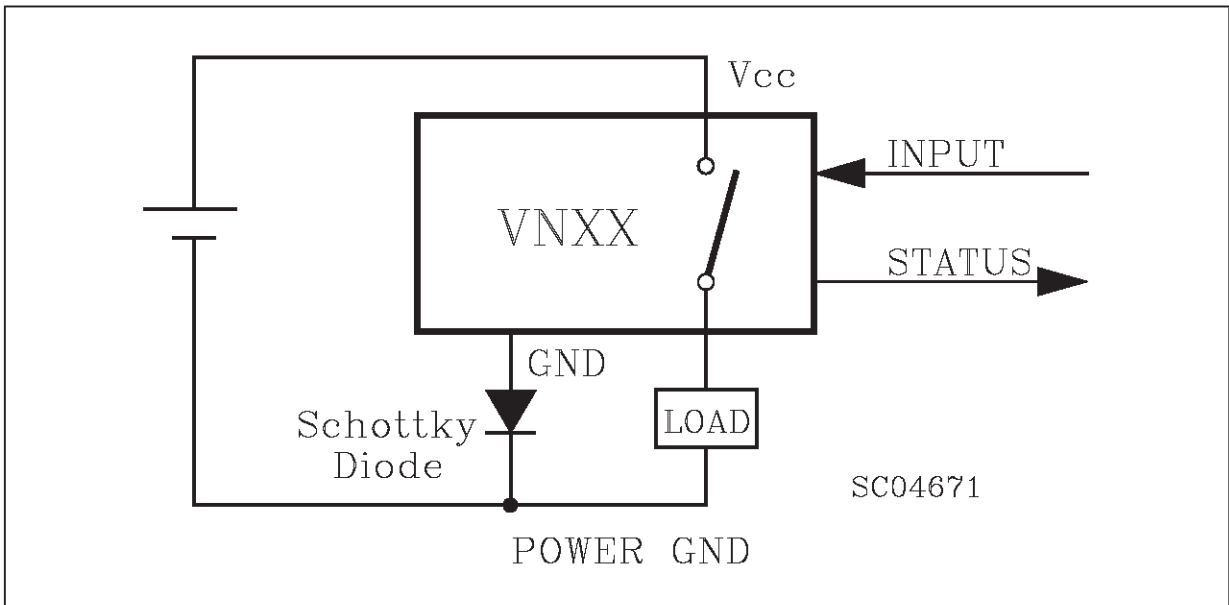 Vcc
INPUT
VNXX
STATUS
GND
Schottky
Diode
LOAD
SC04671
POWER GND